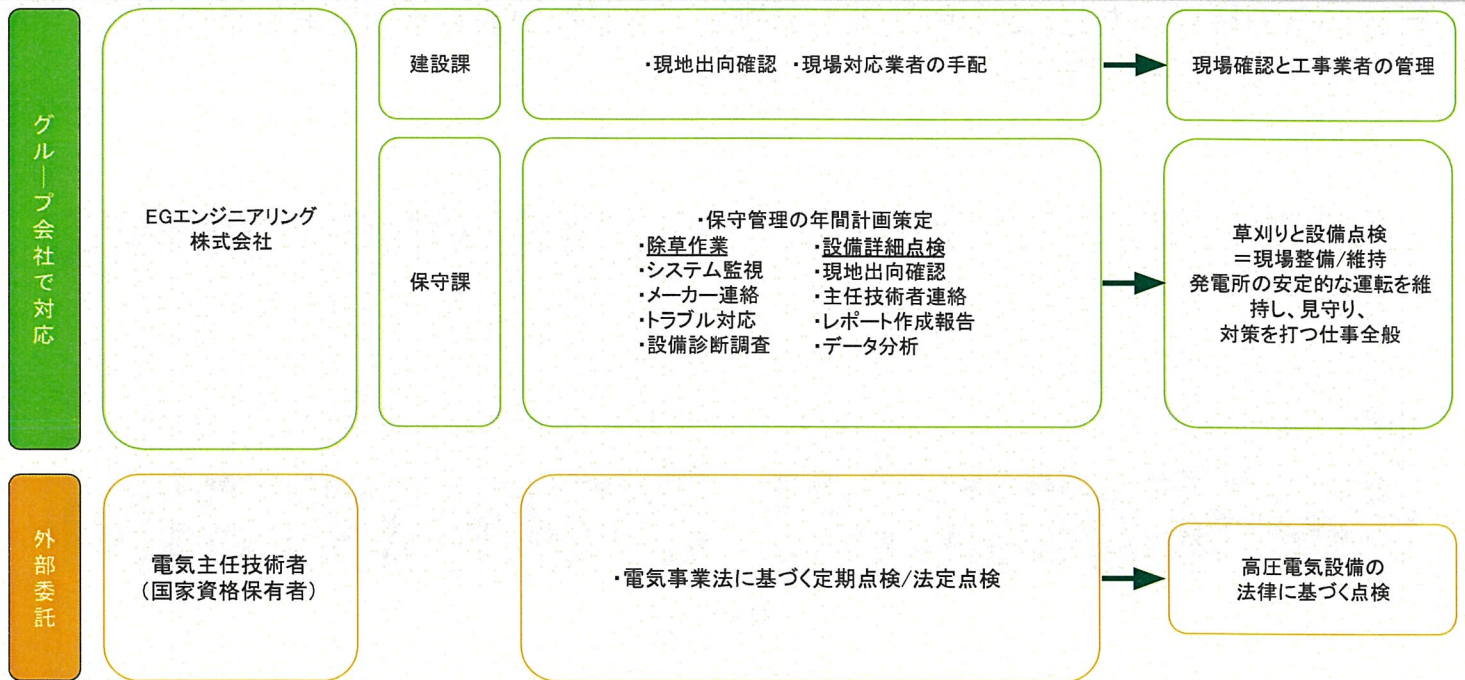 グループ会社で対応
EGエンジニアリング
株式会社
建設課
・現地出向確認 ・現場対応業者の手配
現場確認と工事業者の管理
保守課
・保守管理の年間計画策定
・除草作業 ・設備詳細点検
・システム監視 ・現地出向確認
・メーカー連絡 ・主任技術者連絡
・トラブル対応 ・レポート作成報告
・設備診断調査 ・データ分析
草刈りと設備点検
＝現場整備/維持
発電所の安定的な運転を維
持し、見守り、
対策を打つ仕事全般
外部委託
電気主任技術者
(国家資格保有者)
・電気事業法に基づく定期点検/法定点検
高圧電気設備の
法律に基づく点検